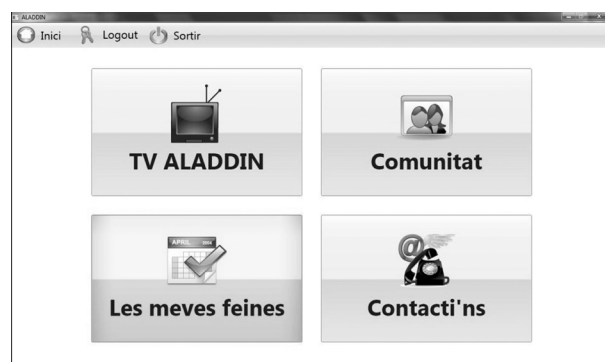 ALADDIN
Inici Logout Sortir
TV ALADDIN
Comunitat
APRIL
Les meves feines
Contacti'ns